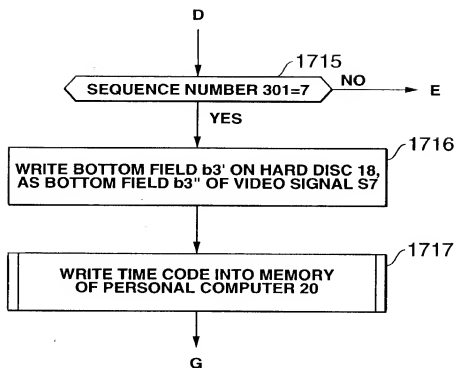 D
1715
SEQUENCE NUMBER 301=7
NO
E
YES
1716
WRITE BOTTOM FIELD b3' ON HARD DISC 18,
AS BOTTOM FIELD b3" OF VIDEO SIGNAL S7
1717
WRITE TIME CODE INTO MEMORY
OF PERSONAL COMPUTER 20
G